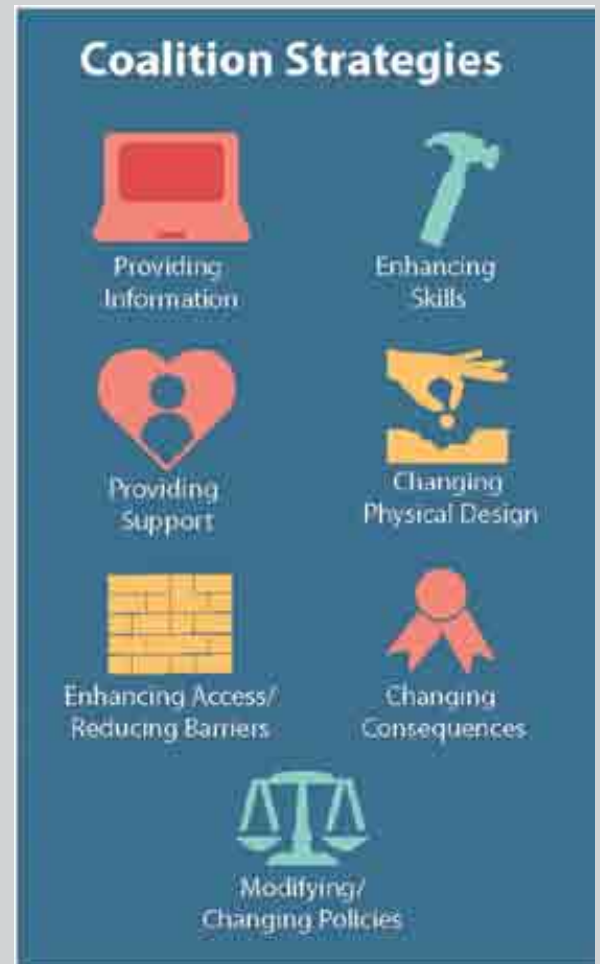 Coalition Strategies
Providing
Information
Enhancing
Skills
Providing
Support
Changing
Physical Design
Enhancing Access/
Reducing Barriers
Changing
Consequences
Modifying/
Changing Policies